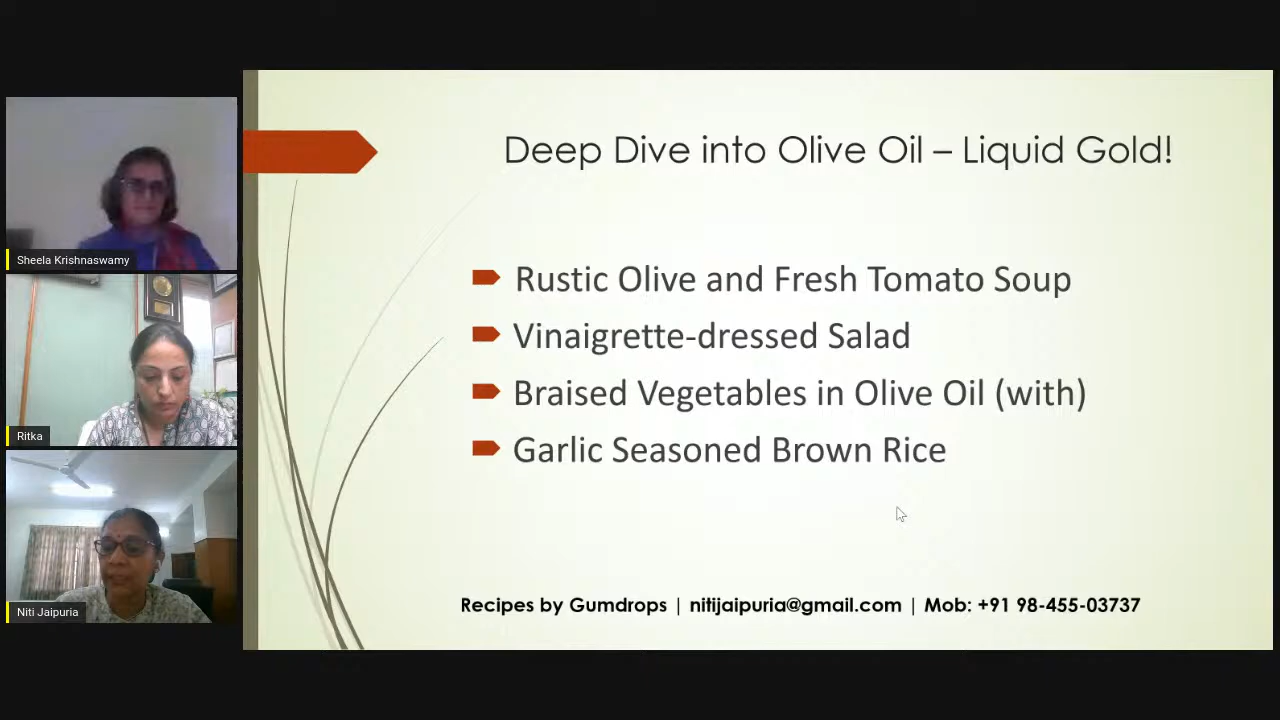 Deep Dive into Olive Oil – Liquid Gold!
Rustic Olive and Fresh Tomato Soup
Vinaigrette-dressed Salad
Braised Vegetables in Olive Oil (with)
Garlic Seasoned Brown Rice
Recipes by Gumdrops | nitijaipuria@gmail.com | Mob: +91 98-455-03737
Sheela Krishnaswamy
Ritka
Niti Jaipuria